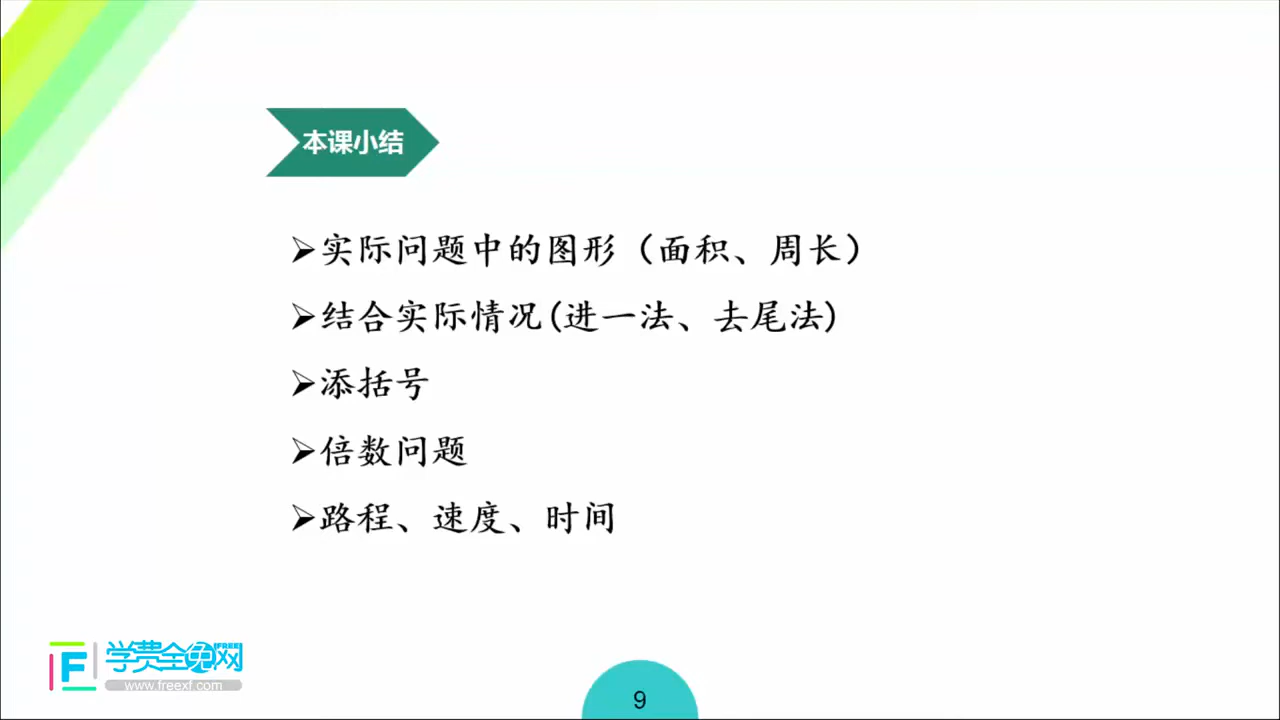 本课小结
➢实际问题中的图形（面积、周长）
➢结合实际情况(进一法、去尾法)
➢添括号
➢倍数问题
➢路程、速度、时间
F 学费全免网 FREE
www.freexf.com
9